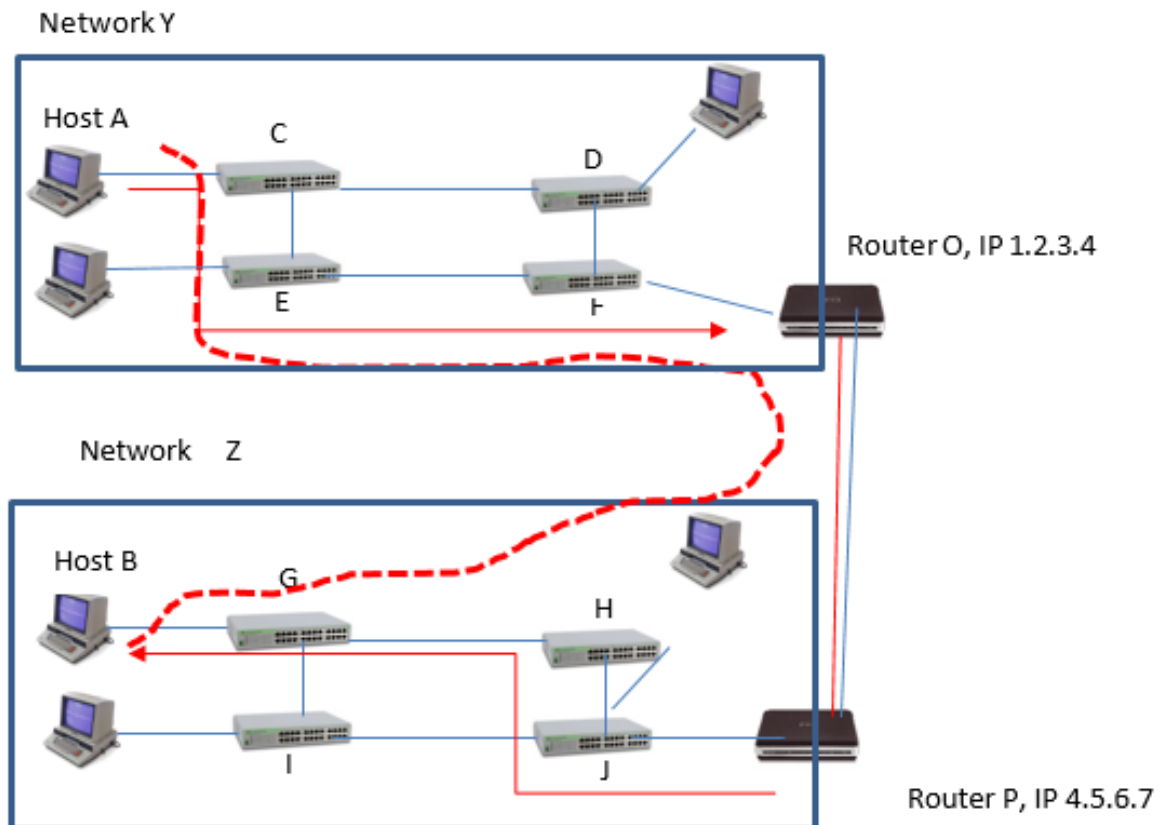 Network Y
Host A
C
D
Router O, IP 1.2.3.4
E
F
Network Z
Host B
G
H
I
J
Router P, IP 4.5.6.7